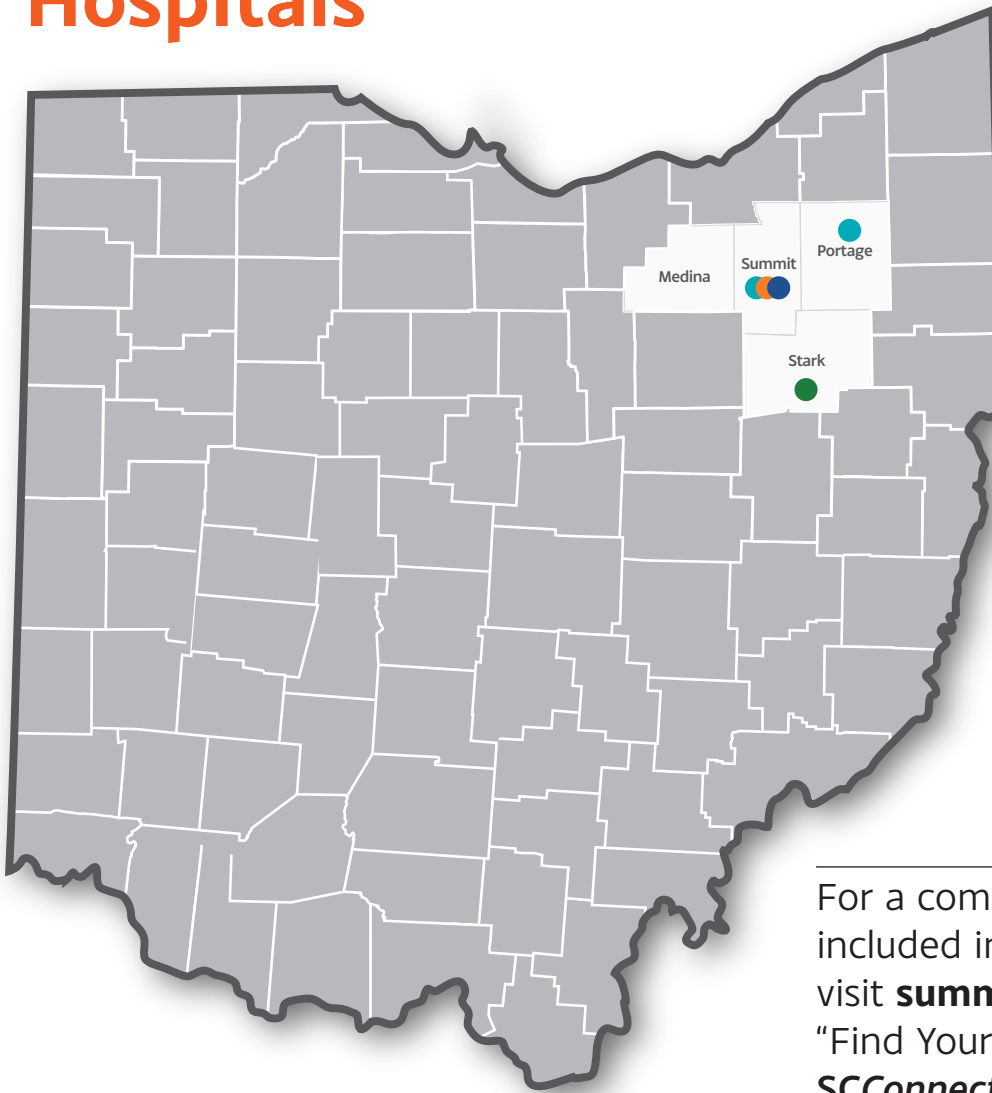 Hospitals
Portage
Summit
Medina
Stark
For a com
included in
visit summ
"Find Your
SCConnect